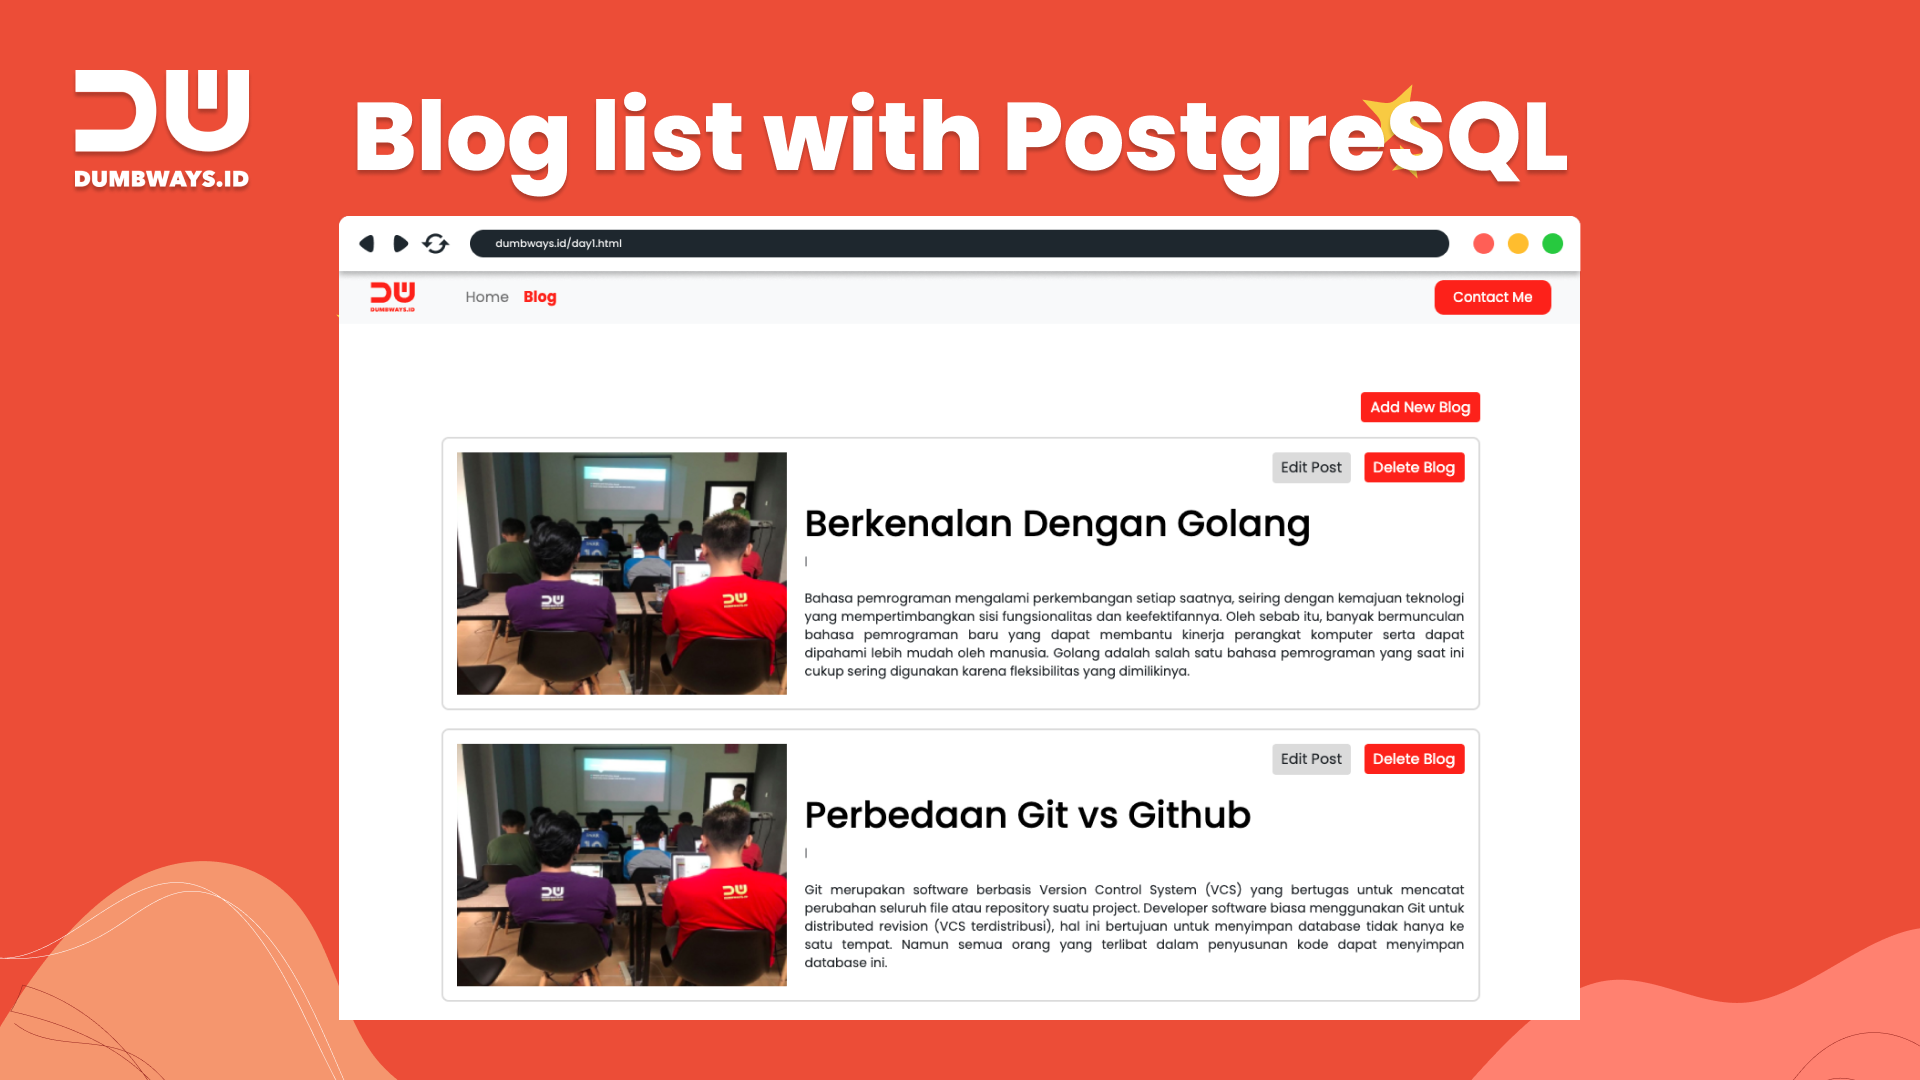 DUMBWAYS.ID
Blog list with PostgreSQL
dumbways.id/day1.html
DUMBWAYS.ID
Home Blog
Contact Me
Add New Blog
Edit Post Delete Blog
Berkenalan Dengan Golang
|
Bahasa pemrograman mengalami perkembangan setiap saatnya, seiring dengan kemajuan teknologi
yang mempertimbangkan sisi fungsionalitas dan keefektifannya. Oleh sebab itu, banyak bermunculan
bahasa pemrograman baru yang dapat membantu kinerja perangkat komputer serta dapat
dipahami lebih mudah oleh manusia. Golang adalah salah satu bahasa pemrograman yang saat ini
cukup sering digunakan karena fleksibilitas yang dimilikinya.
Edit Post Delete Blog
Perbedaan Git vs Github
|
Git merupakan software berbasis Version Control System (VCS) yang bertugas untuk mencatat
perubahan seluruh file atau repository suatu project. Developer software biasa menggunakan Git untuk
distributed revision (VCS terdistribusi), hal ini bertujuan untuk menyimpan database tidak hanya ke
satu tempat. Namun semua orang yang terlibat dalam penyusunan kode dapat menyimpan
database ini.